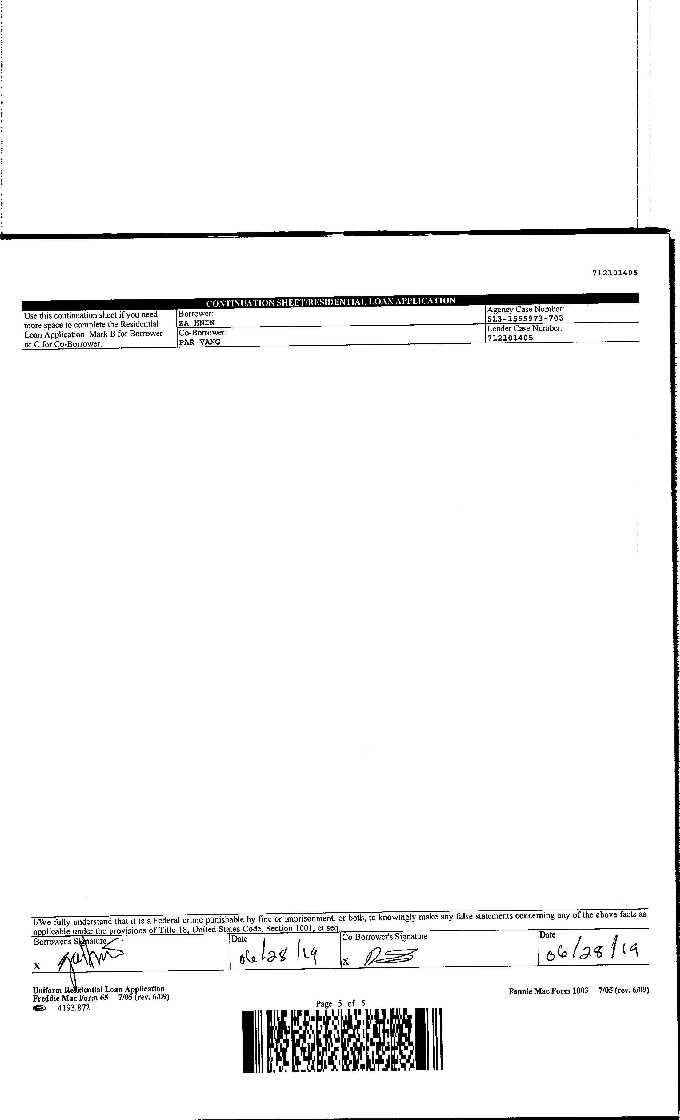 712101405
CONTINUATION SHEET/RESIDENTIAL LOAN APPLICATION
Use this continuation sheet if you need
more space to complete the Residential
Loan Application. Mark B for Borrower
or C for Co-Borrower.
Borrower:
ZA HNIN
Co-Borrower:
PAR VANG
Agency Case Number:
513-1555973-703
Lender Case Number:
712101405
I/We fully understand that it is a Federal crime punishable by fine or imprisonment, or both, to knowingly make any false statements concerning any of the above facts as
applicable under the provisions of Title 18, United States Code, Section 1001, et seq.
Borrower's Signature
X
Date
06/28/19
Co-Borrower's Signature
X
Date
06/28/19
Uniform Residential Loan Application
Freddie Mac Form 65 7/05 (rev. 6/09)
4193.872
Page 5 of 5
Fannie Mae Form 1003 7/05 (rev. 6/09)